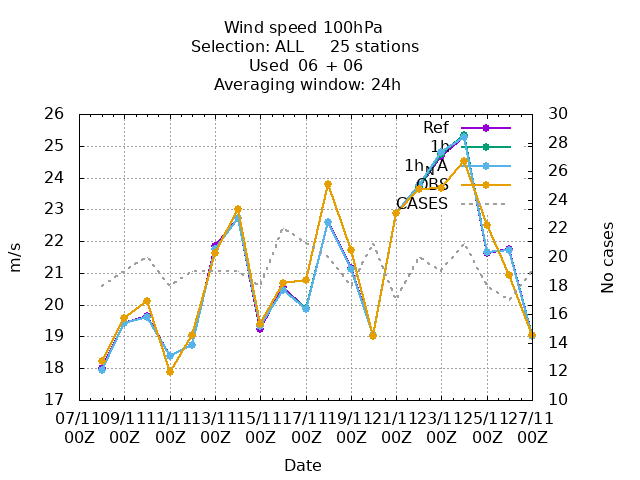 Wind speed 100hPa
Selection: ALL 25 stations
Used 06 + 06
Averaging window: 24h
26 25 24 23 22 21 20 19 18 17
30 28 26 24 22 20 18 16 14 12 10
m/s
No cases
Ref
1h
1h_A
OBS
CASES
07/11 09/11 11/11 13/11 15/11 17/11 19/11 21/11 23/11 25/11 27/11
00Z 00Z 00Z 00Z 00Z 00Z 00Z 00Z 00Z 00Z 00Z
Date